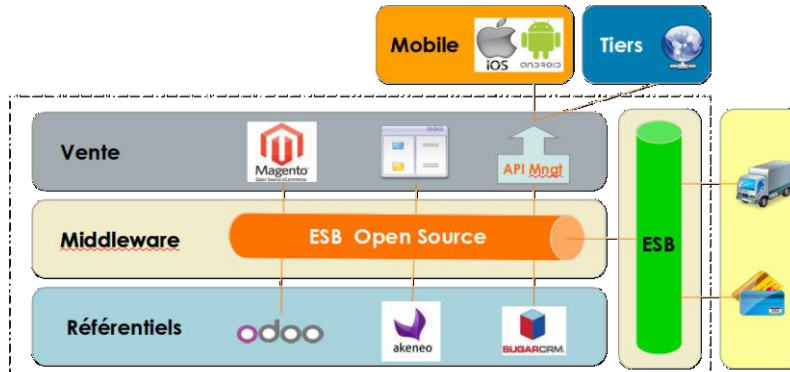 Mobile
iOS
ANDROID
Tiers
Vente
Magento
Open Source eCommerce
API Mngt
Middleware
ESB Open Source
ESB
Référentiels
odoo
akeneo
SUGARCRM.